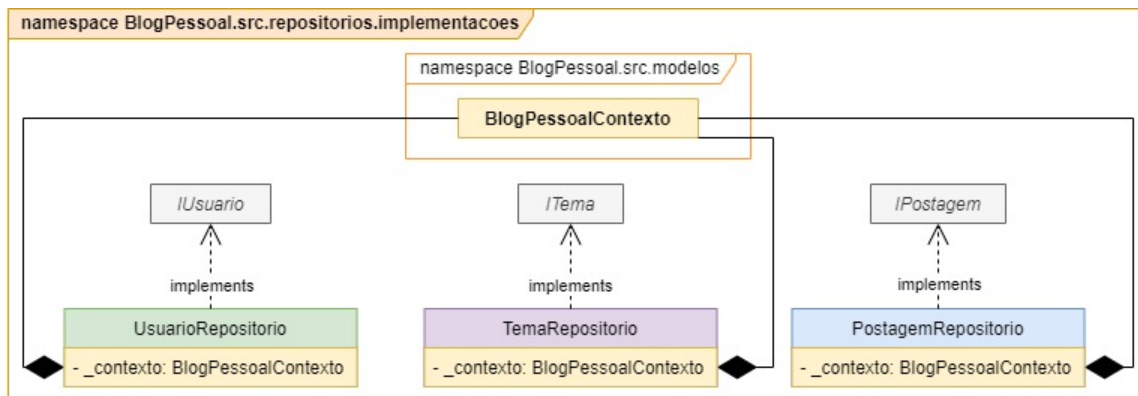 namespace BlogPessoal.src.repositorios.implementacoes
namespace BlogPessoal.src.modelos
BlogPessoalContexto
IUsuario
ITema
IPostagem
implements
implements
implements
UsuarioRepositorio
TemaRepositorio
PostagemRepositorio
- _contexto: BlogPessoalContexto
- _contexto: BlogPessoalContexto
- _contexto: BlogPessoalContexto